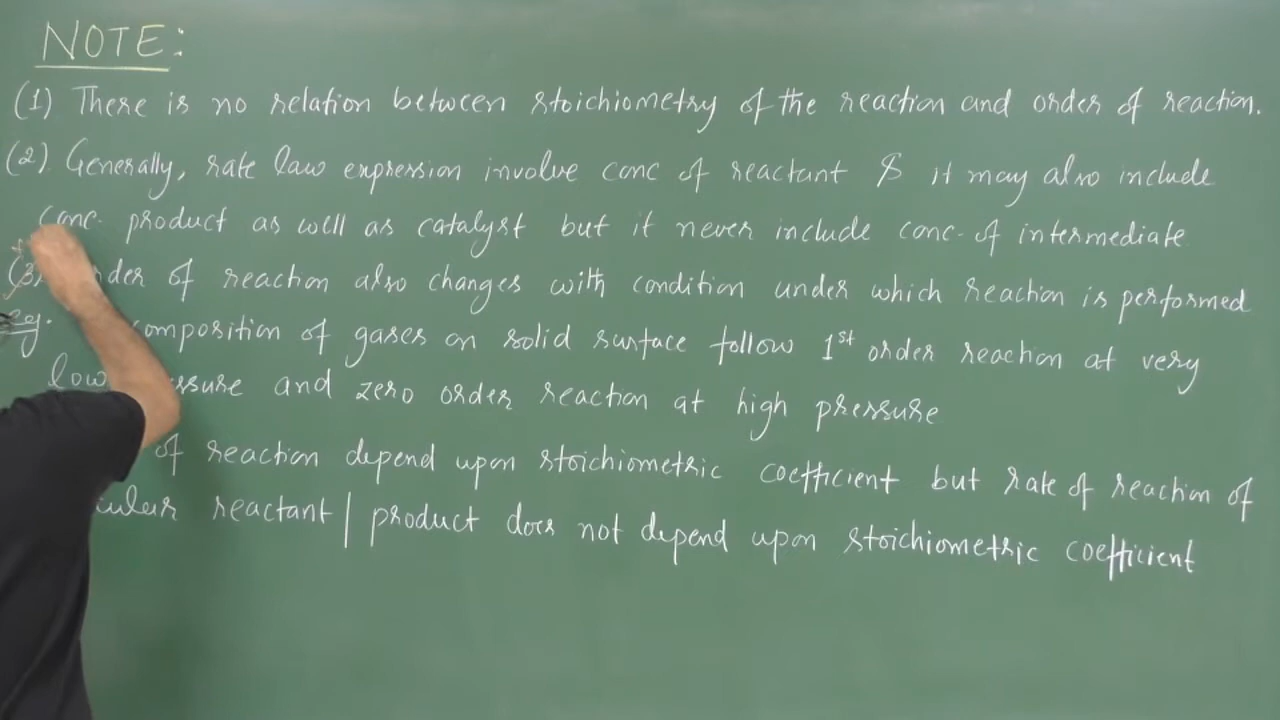 NOTE:
(1) There is no relation between stoichiometry of the reaction and order of reaction.
(2) Generally, rate law expression involve conc of reactant & it may also include
conc. product as well as catalyst but it never include conc. of intermediate
(3) order of reaction also changes with condition under which reaction is performed
eg. composition of gases on solid surface follow 1st order reaction at very
low ssure and zero order reaction at high pressure
of reaction depend upon stoichiometric coefficient but rate of reaction of
cular reactant | product does not depend upon stoichiometric coefficient